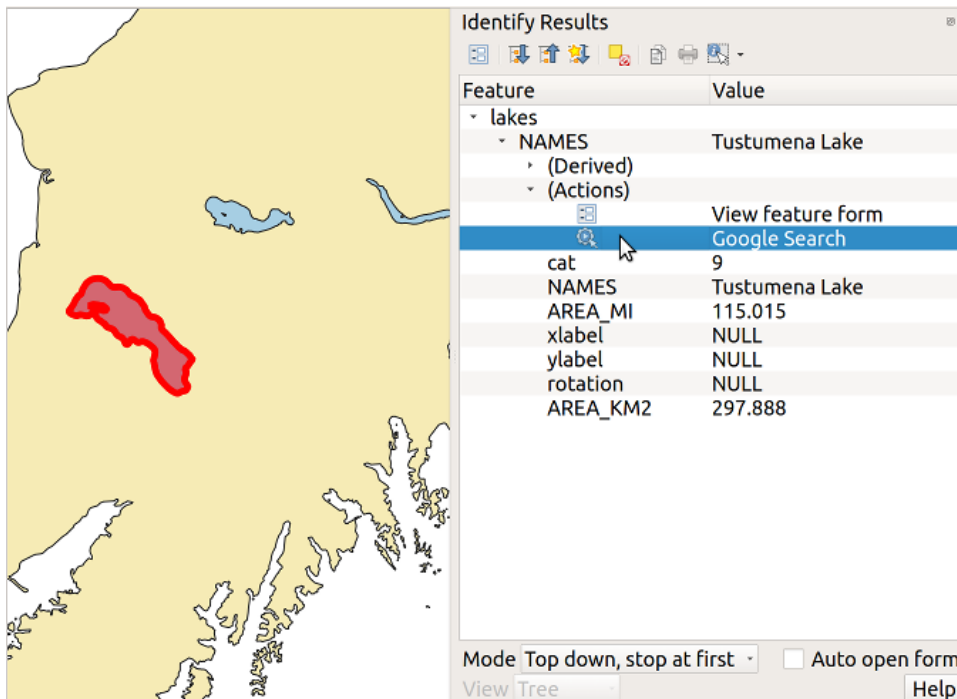 Identify Results
Feature Value
lakes
NAMES Tustumena Lake
(Derived)
(Actions)
View feature form
Google Search
cat 9
NAMES Tustumena Lake
AREA_MI 115.015
xlabel NULL
ylabel NULL
rotation NULL
AREA_KM2 297.888
Mode Top down, stop at first Auto open form
View Tree Help